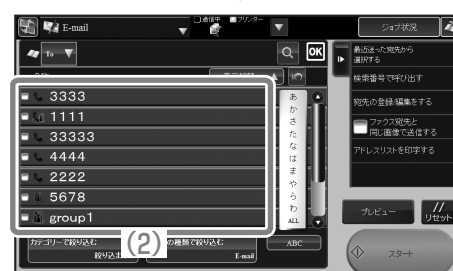 E-mail
通信中
プリンター
ジョブ状況
To
OK
最近送った宛先から
選択する
検索番号で呼び出す
宛先の登録/編集をする
ファクス宛先と
同じ画像で送信する
アドレスリストを印字する
3333
1111
33333
4444
2222
5678
group1
あ
か
さ
た
な
は
ま
や
ら
わ
ALL
カテゴリーで絞り込む
絞り込ま
(2)
の種類で絞り込む
E-mail
ABC
プレビュー
リセット
スタート